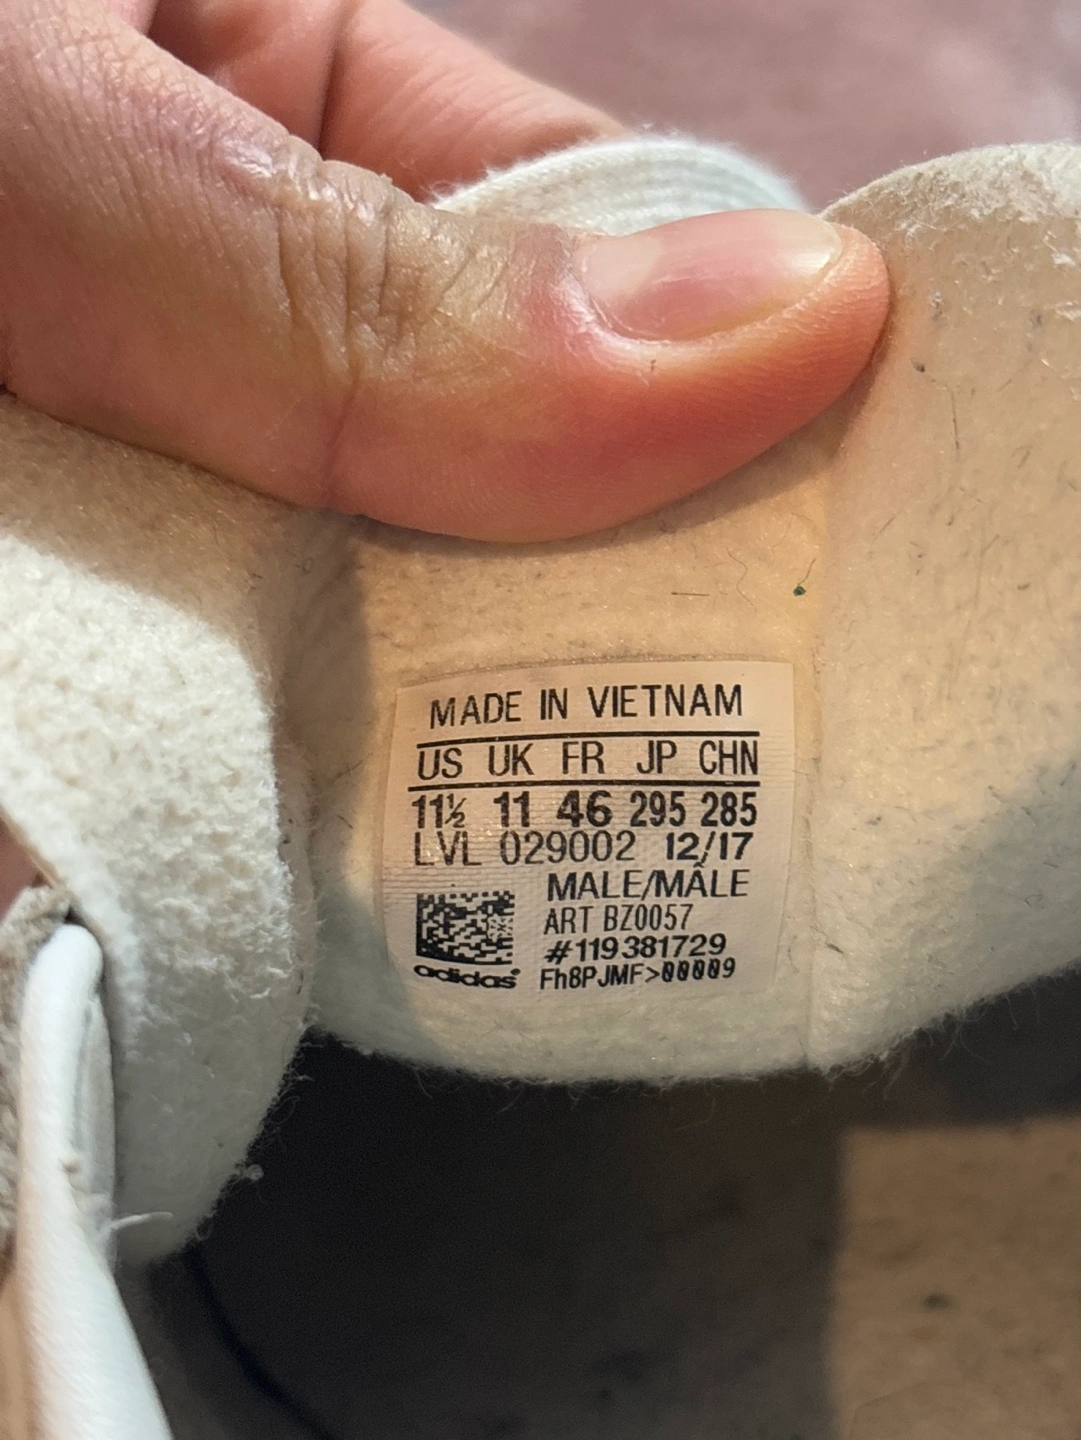 MADE IN VIETNAM
US UK FR JP CHN
11½ 11 46 295 285
LVL 029002 12/17
MALE/MÂLE
ART BZ0057
#119381729
adidas® Fh8PJMF>00009